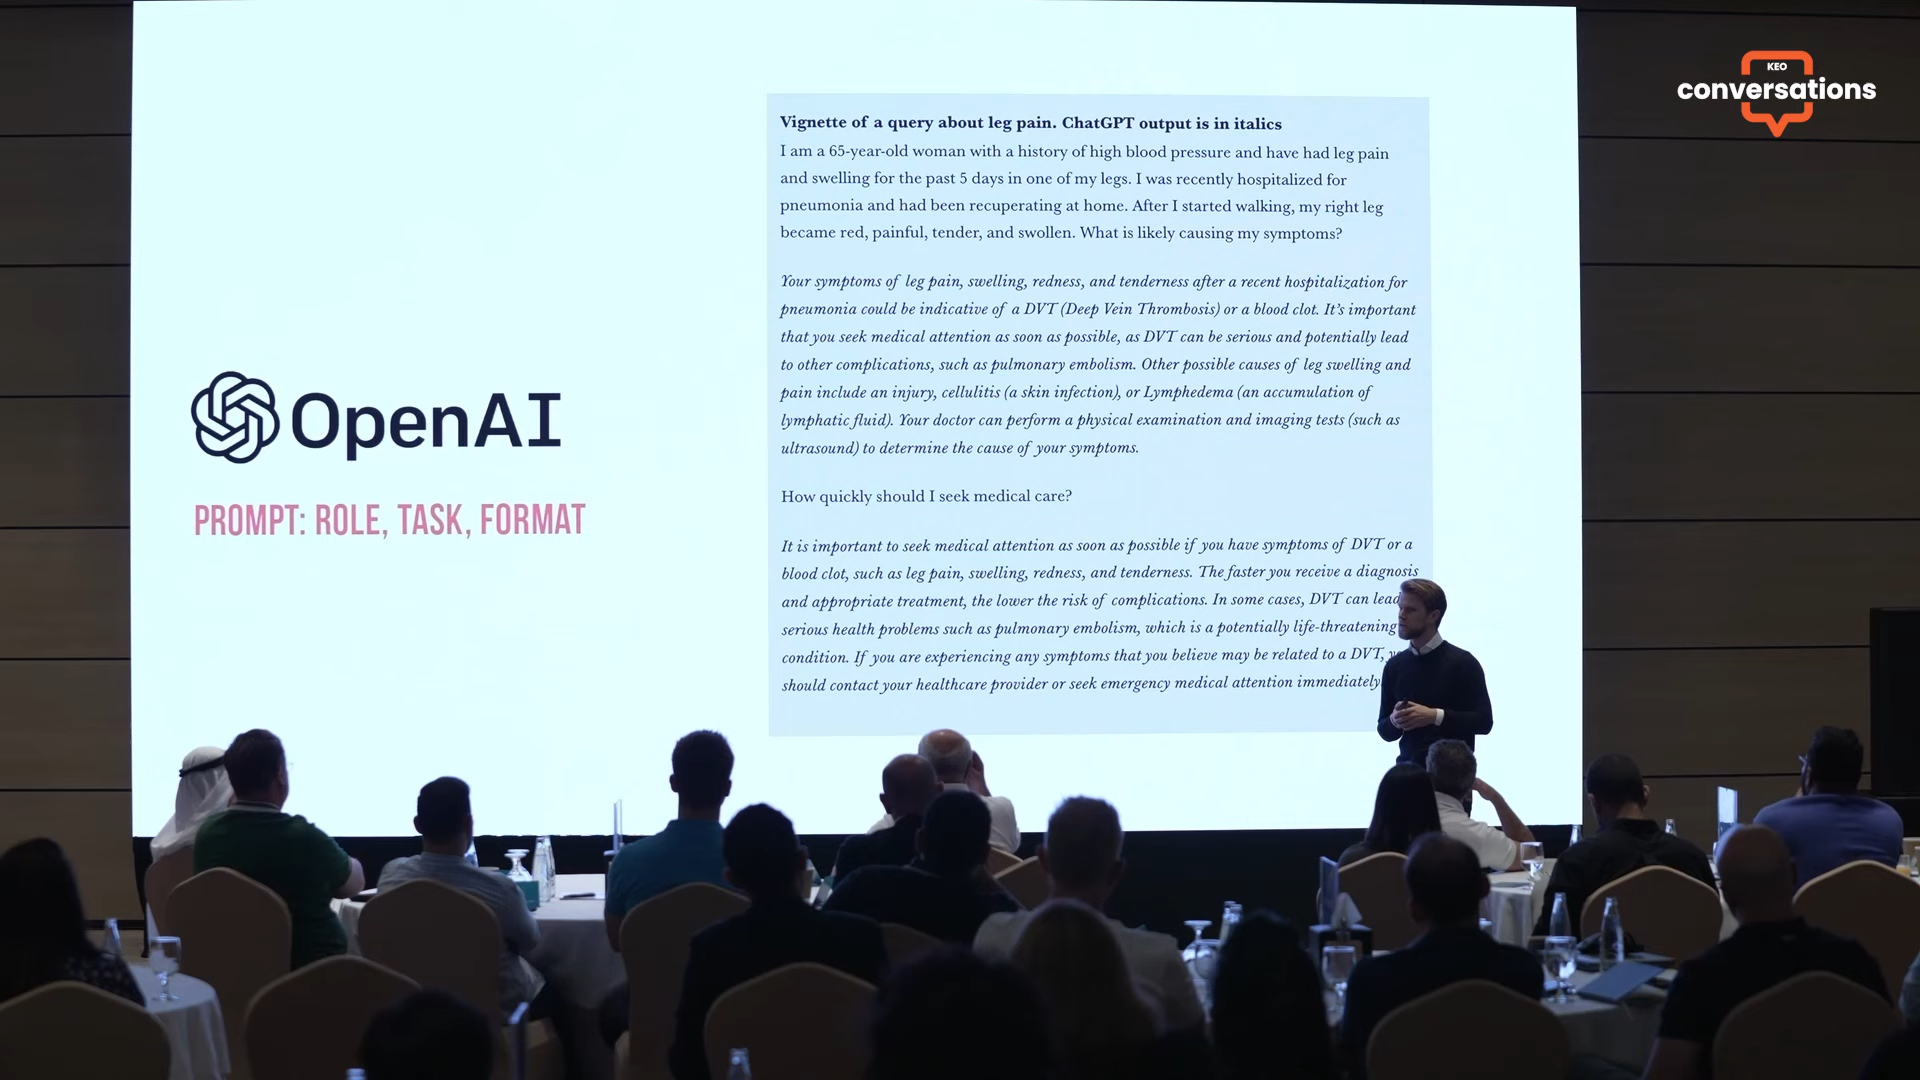 KEO
conversations
Vignette of a query about leg pain. ChatGPT output is in italics
I am a 65-year-old woman with a history of high blood pressure and have had leg pain
and swelling for the past 5 days in one of my legs. I was recently hospitalized for
pneumonia and had been recuperating at home. After I started walking, my right leg
became red, painful, tender, and swollen. What is likely causing my symptoms?
Your symptoms of leg pain, swelling, redness, and tenderness after a recent hospitalization for
pneumonia could be indicative of a DVT (Deep Vein Thrombosis) or a blood clot. It's important
that you seek medical attention as soon as possible, as DVT can be serious and potentially lead
to other complications, such as pulmonary embolism. Other possible causes of leg swelling and
pain include an injury, cellulitis (a skin infection), or Lymphedema (an accumulation of
lymphatic fluid). Your doctor can perform a physical examination and imaging tests (such as
ultrasound) to determine the cause of your symptoms.
How quickly should I seek medical care?
It is important to seek medical attention as soon as possible if you have symptoms of DVT or a
blood clot, such as leg pain, swelling, redness, and tenderness. The faster you receive a diagnosis
and appropriate treatment, the lower the risk of complications. In some cases, DVT can lead
serious health problems such as pulmonary embolism, which is a potentially life-threatening
condition. If you are experiencing any symptoms that you believe may be related to a DVT,
should contact your healthcare provider or seek emergency medical attention immediately.
OpenAI
PROMPT: ROLE, TASK, FORMAT